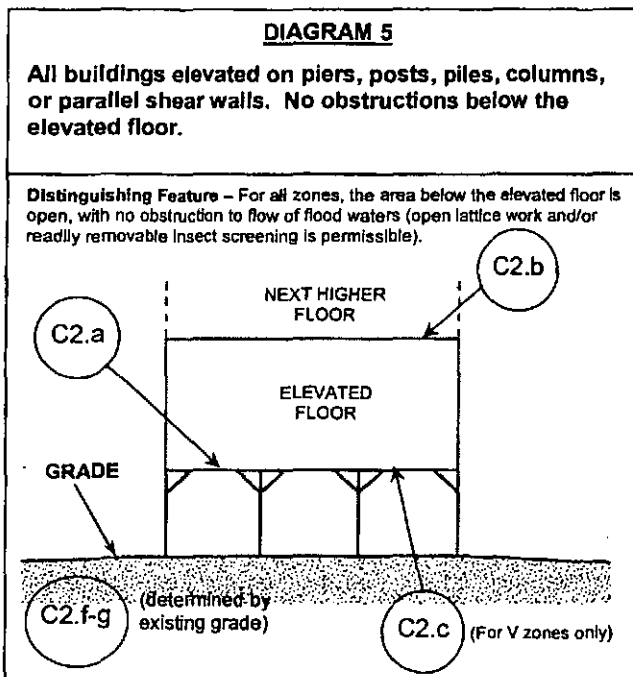 DIAGRAM 5
All buildings elevated on piers, posts, piles, columns,
or parallel shear walls. No obstructions below the
elevated floor.
Distinguishing Feature – For all zones, the area below the elevated floor is
open, with no obstruction to flow of flood waters (open lattice work and/or
readily removable insect screening is permissible).
C2.b
NEXT HIGHER
FLOOR
C2.a
ELEVATED
FLOOR
GRADE
C2.f-g
(determined by
existing grade)
C2.c
(For V zones only)